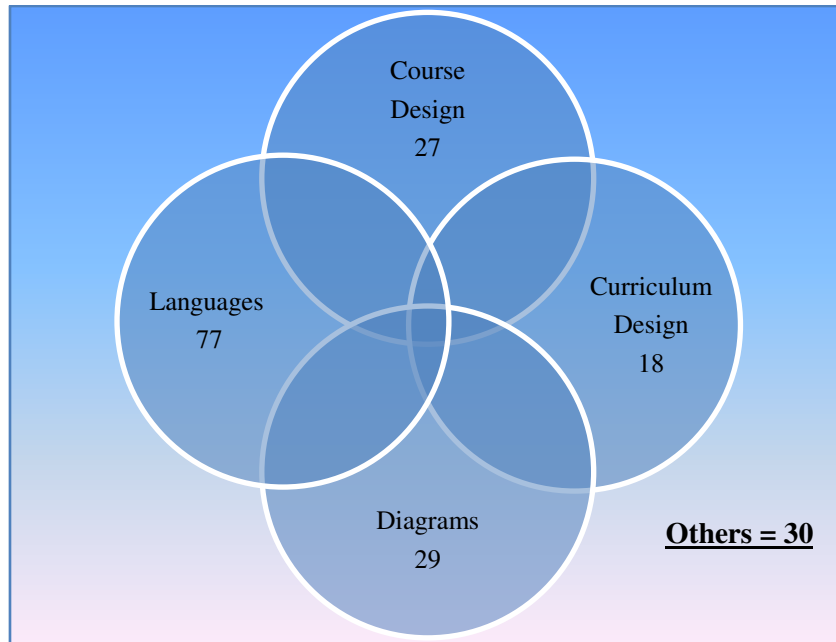 Course
Design
27
Languages
77
Curriculum
Design
18
Diagrams
29
Others = 30